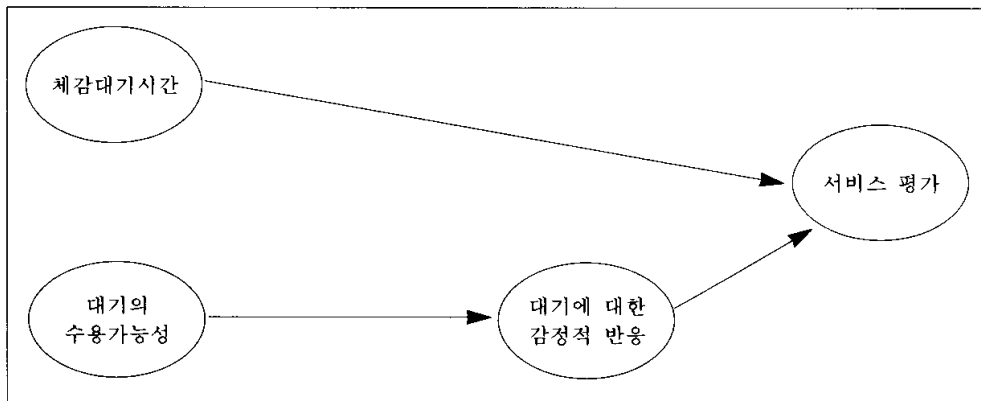 체감대기시간
서비스 평가
대기의
수용가능성
대기에 대한
감정적 반응